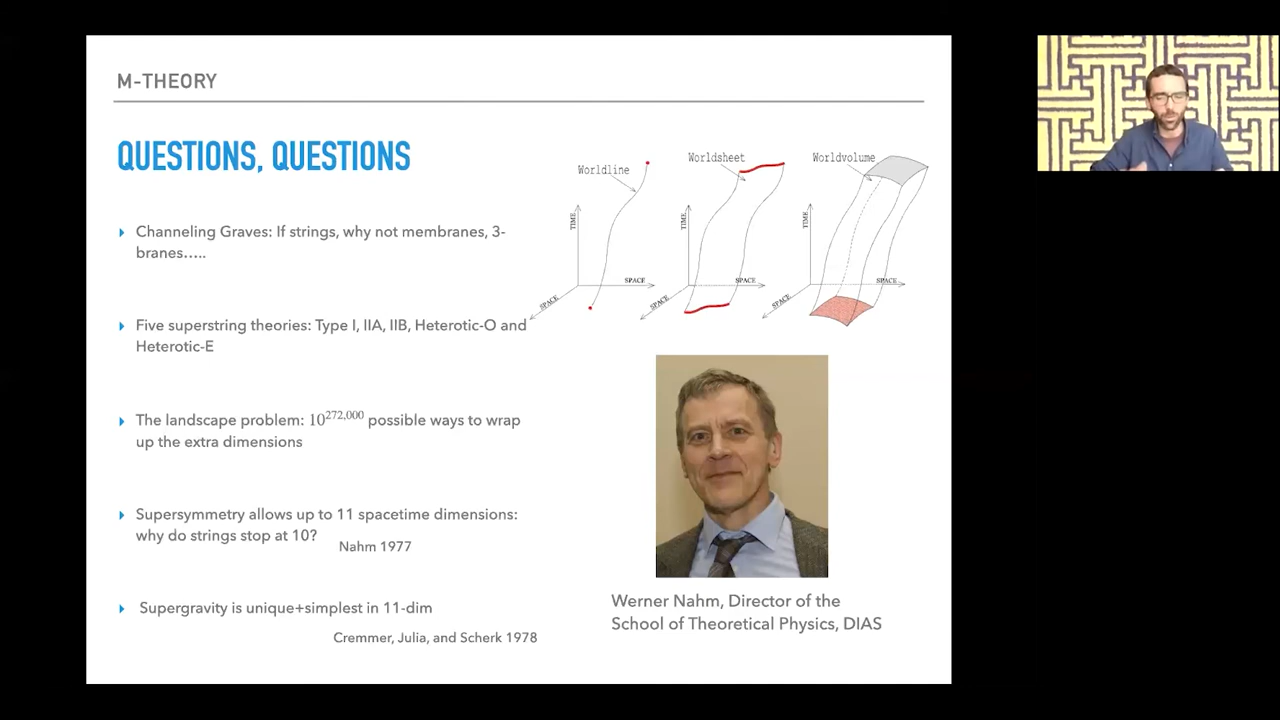 M-THEORY
QUESTIONS, QUESTIONS
Channeling Graves: If strings, why not membranes, 3-
branes…..
Five superstring theories: Type I, IIA, IIB, Heterotic-O and
Heterotic-E
The landscape problem: 10^272,000 possible ways to wrap
up the extra dimensions
Supersymmetry allows up to 11 spacetime dimensions:
why do strings stop at 10?
Nahm 1977
Supergravity is unique+simplest in 11-dim
Cremmer, Julia, and Scherk 1978
Worldline
TIME
SPACE
SPACE
Worldsheet
TIME
SPACE
SPACE
Worldvolume
TIME
SPACE
SPACE
Werner Nahm, Director of the
School of Theoretical Physics, DIAS